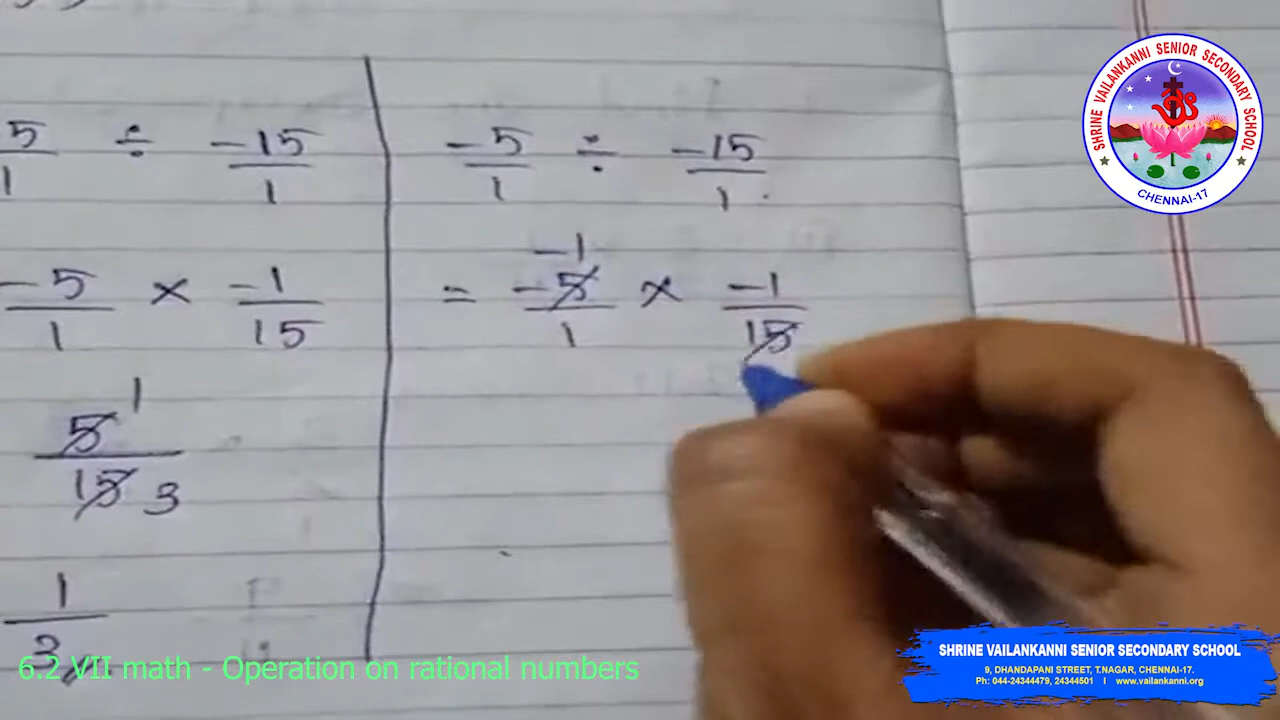 5/1 ÷ -15/1
-5/1 × -1/15
5 1
15 3
1
3
-5/1 ÷ -15/1
-1
= -5/1 × -1/15
SHRINE VAILANKANNI SENIOR SECONDARY SCHOOL
CHENNAI-17
6.2 VII math - Operation on rational numbers
SHRINE VAILANKANNI SENIOR SECONDARY SCHOOL
9, DHANDAPANI STREET, T.NAGAR, CHENNAI-17.
Ph: 044-24344479, 24344501 I www.vailankanni.org